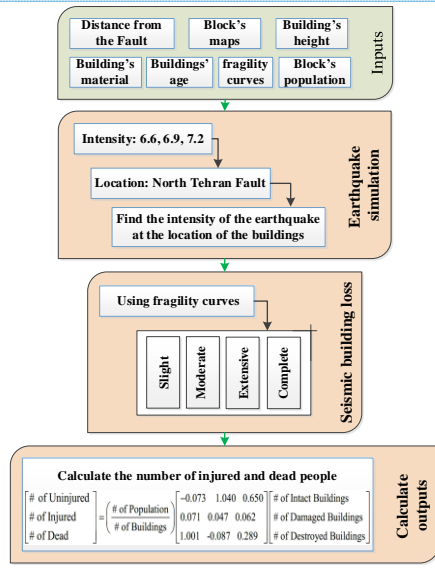 Distance from
the Fault
Block's
maps
Building's
height
Building's
material
Buildings'
age
fragility
curves
Block's
population
Inputs
Intensity: 6.6, 6.9, 7.2
Location: North Tehran Fault
Find the intensity of the earthquake
at the location of the buildings
Earthquake
simulation
Using fragility curves
Slight
Moderate
Extensive
Complete
Seismic building loss
Calculate the number of injured and dead people
# of Uninjured
# of Injured
# of Dead
=
# of Population
# of Buildings
-0.073 1.040 0.650
0.071 0.047 0.062
1.001 -0.087 0.289
# of Intact Buildings
# of Damaged Buildings
# of Destroyed Buildings
Calculate
outputs